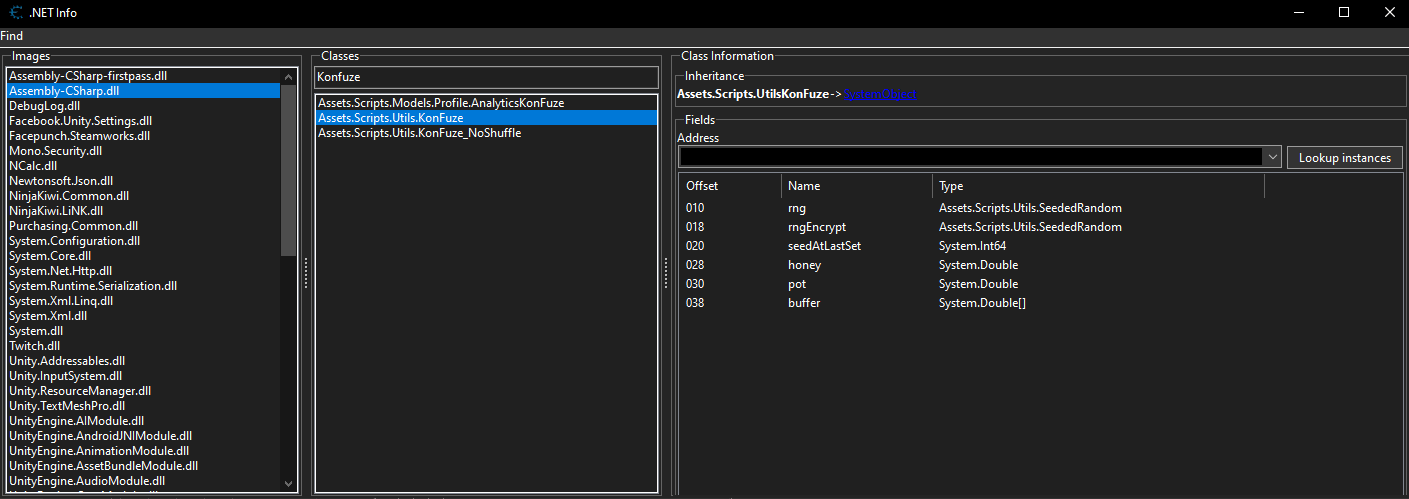 .NET Info
Find
Images
Assembly-CSharp-firstpass.dll
Assembly-CSharp.dll
DebugLog.dll
Facebook.Unity.Settings.dll
Facepunch.Steamworks.dll
Mono.Security.dll
NCalc.dll
Newtonsoft.Json.dll
NinjaKiwi.Common.dll
NinjaKiwi.LiNK.dll
Purchasing.Common.dll
System.Configuration.dll
System.Core.dll
System.Net.Http.dll
System.Runtime.Serialization.dll
System.Xml.Linq.dll
System.Xml.dll
System.dll
Twitch.dll
Unity.Addressables.dll
Unity.InputSystem.dll
Unity.ResourceManager.dll
Unity.TextMeshPro.dll
UnityEngine.AIModule.dll
UnityEngine.AndroidJNIModule.dll
UnityEngine.AnimationModule.dll
UnityEngine.AssetBundleModule.dll
UnityEngine.AudioModule.dll
Classes
Konfuze
Assets.Scripts.Models.Profile.AnalyticsKonFuze
Assets.Scripts.Utils.KonFuze
Assets.Scripts.Utils.KonFuze_NoShuffle
Class Information
Inheritance
Assets.Scripts.UtilsKonFuze -> SystemObject
Fields
Address
Lookup instances
Offset Name Type
010 rng Assets.Scripts.Utils.SeededRandom
018 rngEncrypt Assets.Scripts.Utils.SeededRandom
020 seedAtLastSet System.Int64
028 honey System.Double
030 pot System.Double
038 buffer System.Double[]